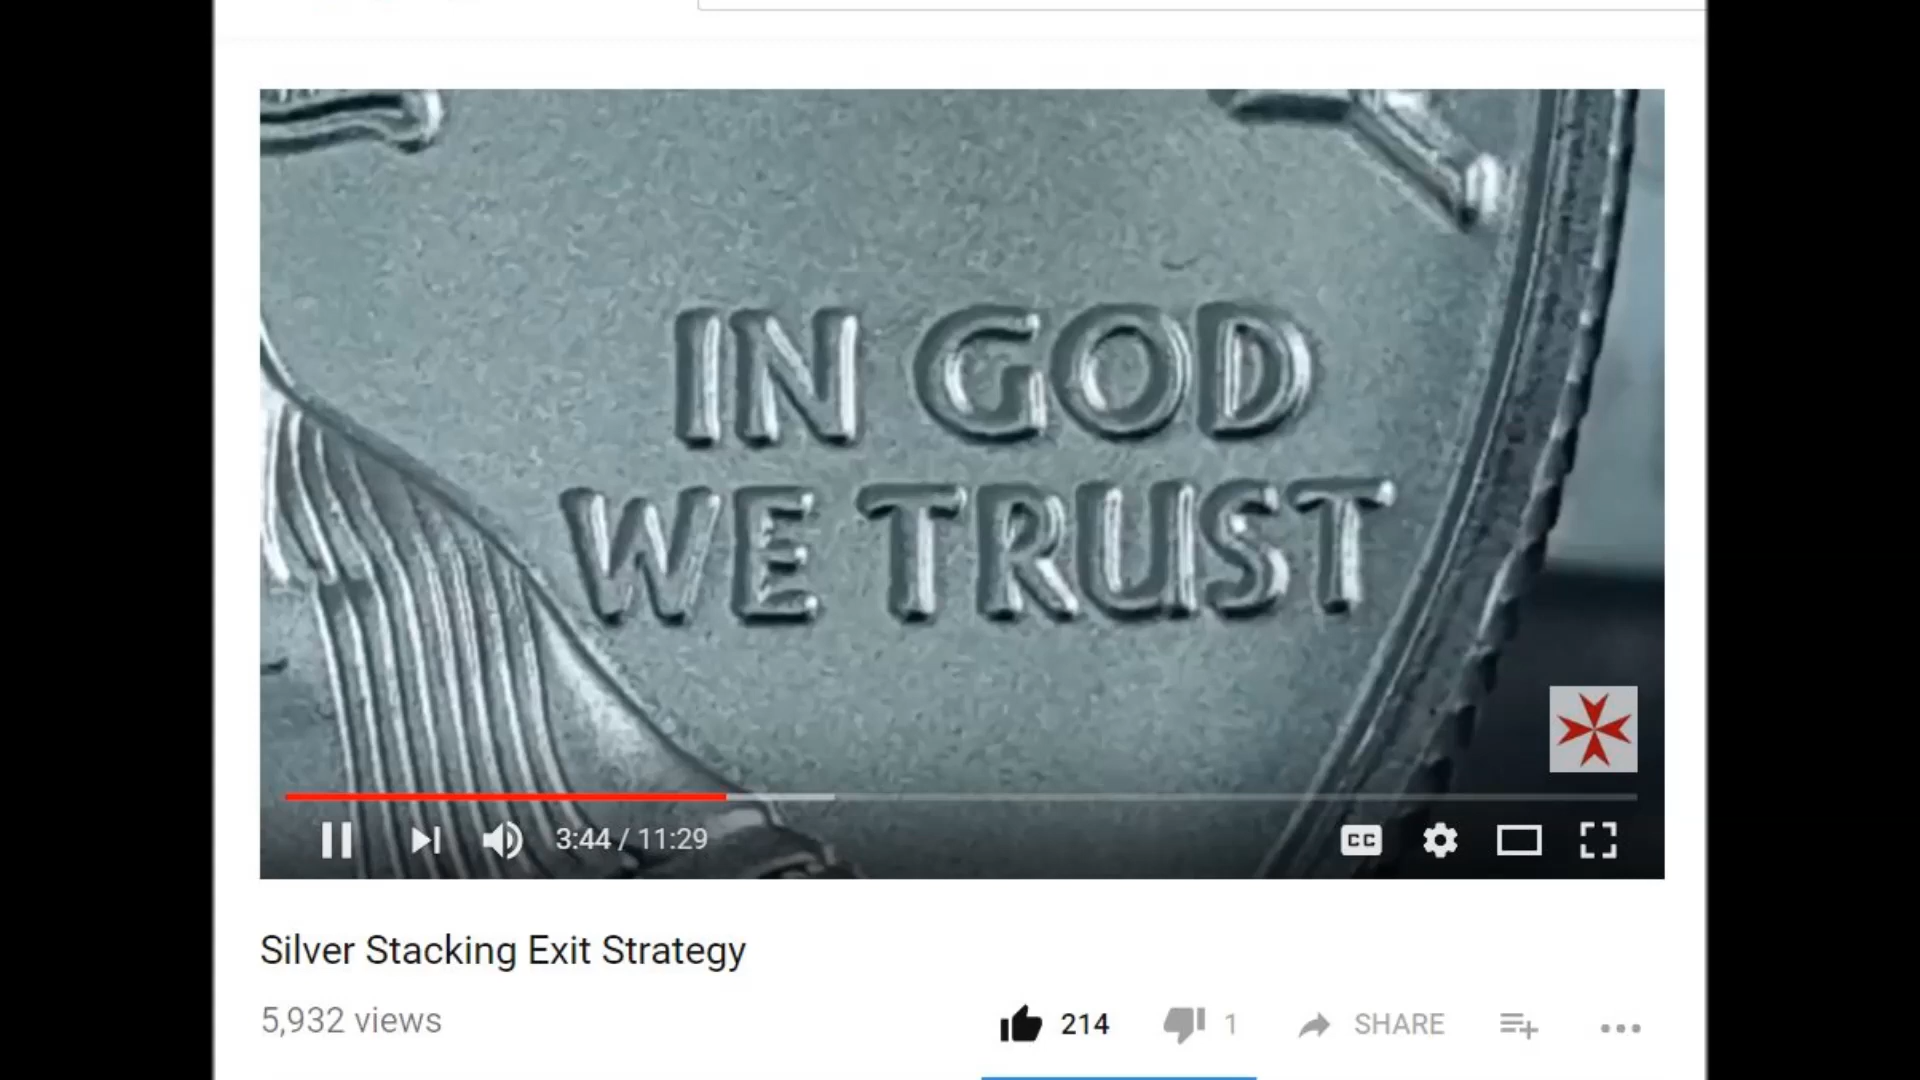 IN GOD
WE TRUST
3:44 / 11:29
CC
Silver Stacking Exit Strategy
5,932 views
214
1
SHARE